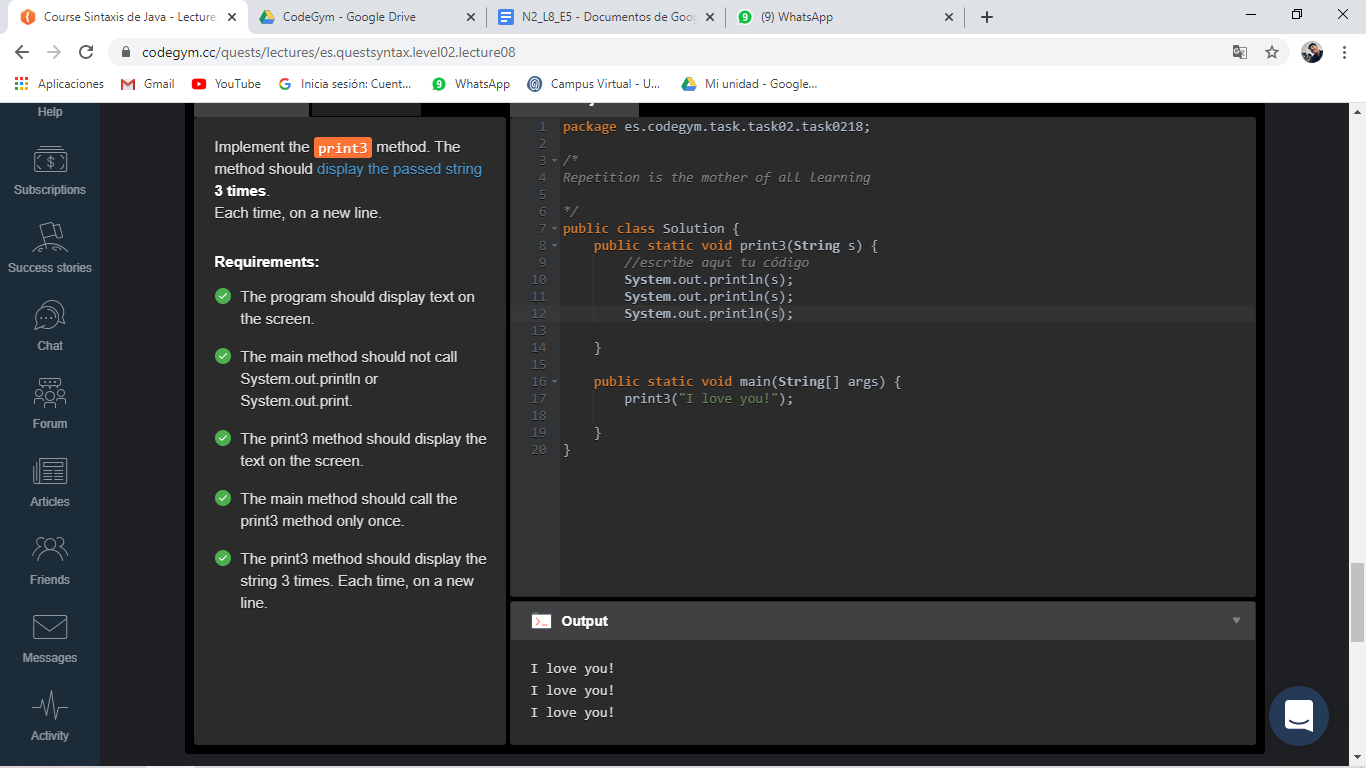 Course Sintaxis de Java - Lecture
CodeGym - Google Drive
N2_L8_E5 - Documentos de Goog
(9) WhatsApp
codegym.cc/quests/lectures/es.questsyntax.level02.lecture08
Aplicaciones
Gmail
YouTube
Inicia sesión: Cuent...
9
WhatsApp
Campus Virtual - U...
Mi unidad - Google...
Help
Subscriptions
Success stories
Chat
Forum
Articles
Friends
Messages
Activity
Implement the print3 method. The
method should display the passed string
3 times.
Each time, on a new line.
Requirements:
The program should display text on
the screen.
The main method should not call
System.out.println or
System.out.print.
The print3 method should display the
text on the screen.
The main method should call the
print3 method only once.
The print3 method should display the
string 3 times. Each time, on a new
line.
1 package es.codegym.task.task02.task0218;
2
3 /*
4 Repetition is the mother of all learning
5
6 */
7 public class Solution {
8 public static void print3(String s) {
9 //escribe aquí tu código
10 System.out.println(s);
11 System.out.println(s);
12 System.out.println(s);
13
14 }
15
16 public static void main(String[] args) {
17 print3("I love you!");
18
19 }
20 }
Output
I love you!
I love you!
I love you!